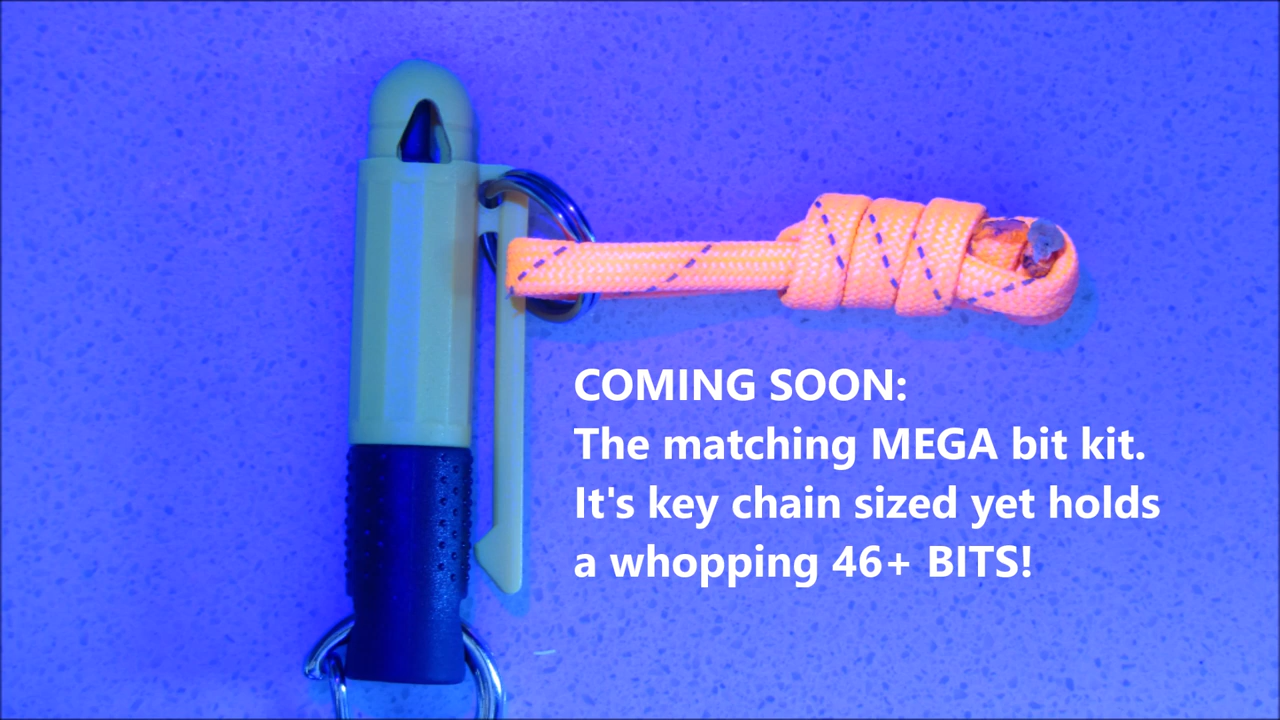 COMING SOON:
The matching MEGA bit kit.
It's key chain sized yet holds
a whopping 46+ BITS!